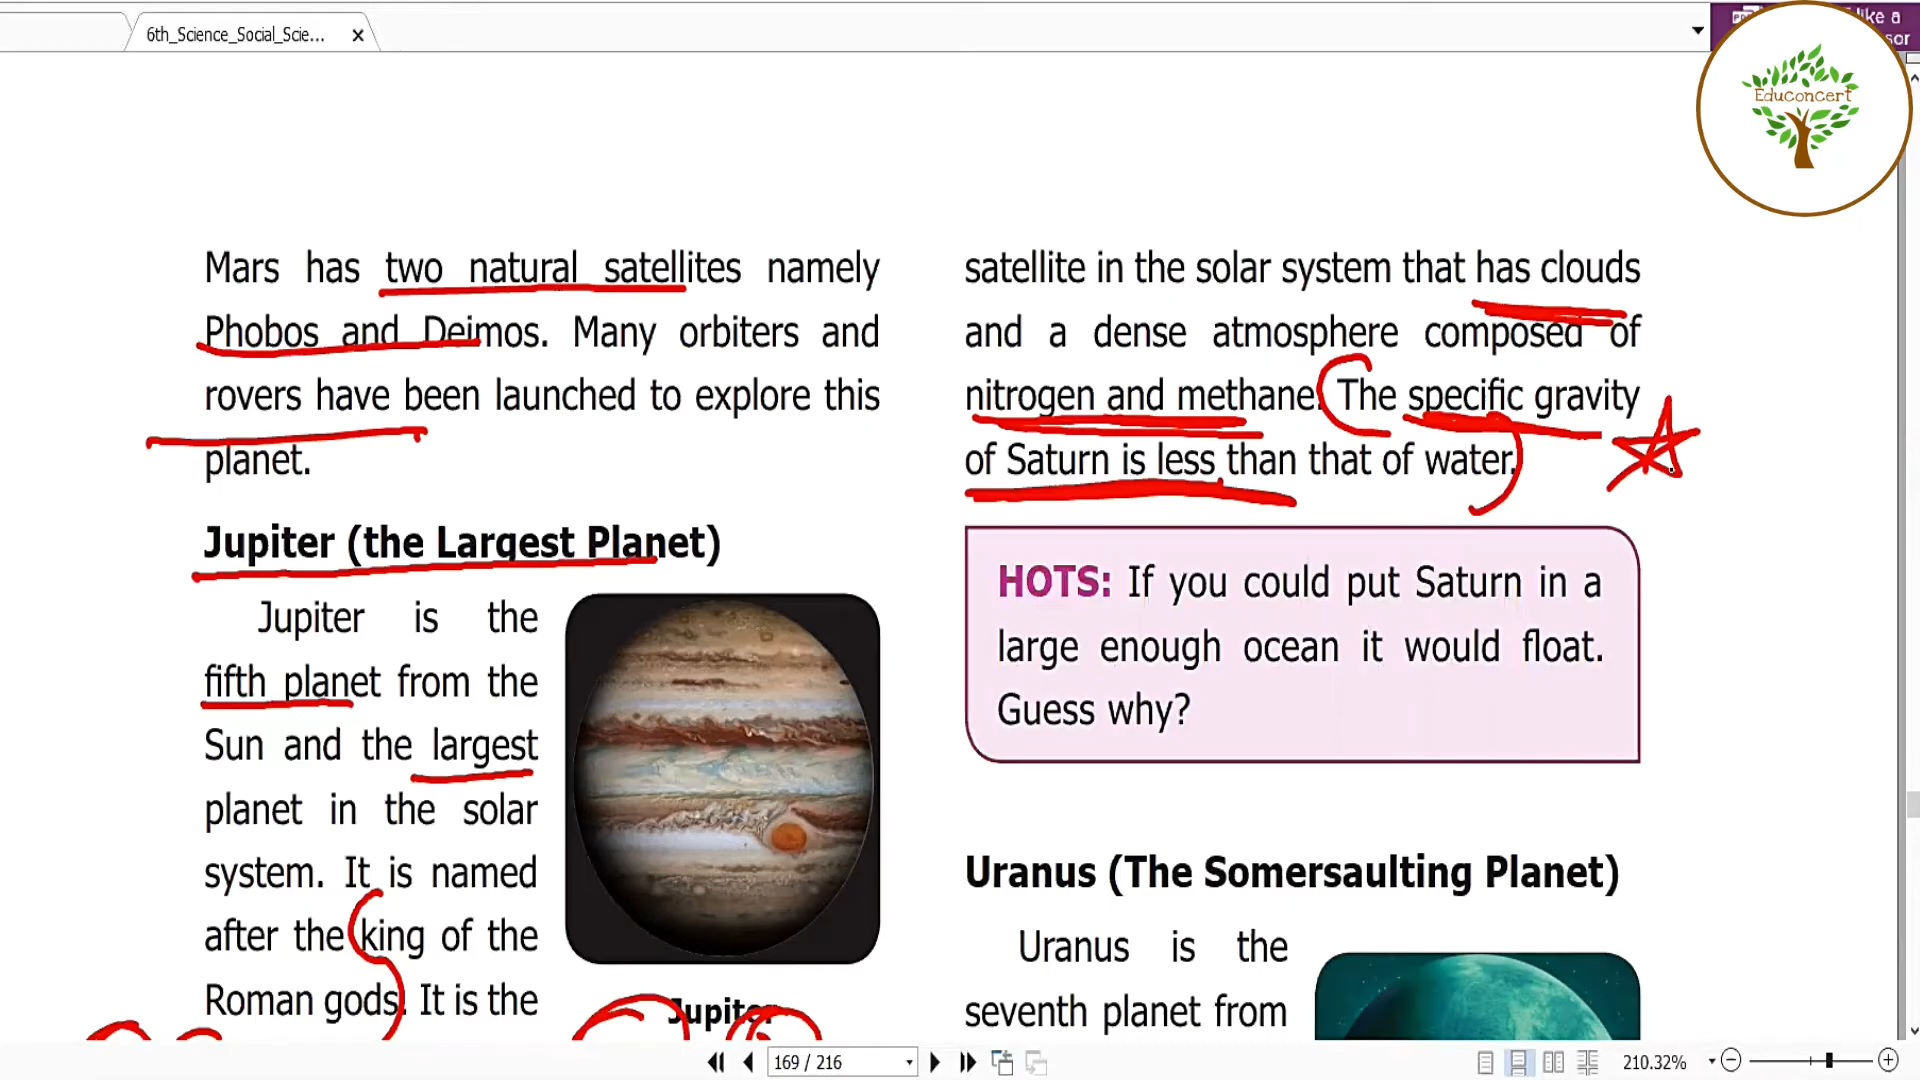 6th_Science_Social_Scie...
like a
sor
Educoncert
Mars has two natural satellites namely
Phobos and Deimos. Many orbiters and
rovers have been launched to explore this
planet.
Jupiter (the Largest Planet)
Jupiter is the
fifth planet from the
Sun and the largest
planet in the solar
system. It is named
after the king of the
Roman gods. It is the
Jupiter
satellite in the solar system that has clouds
and a dense atmosphere composed of
nitrogen and methane. The specific gravity
of Saturn is less than that of water.
HOTS: If you could put Saturn in a
large enough ocean it would float.
Guess why?
Uranus (The Somersaulting Planet)
Uranus is the
seventh planet from
169 / 216
210.32%